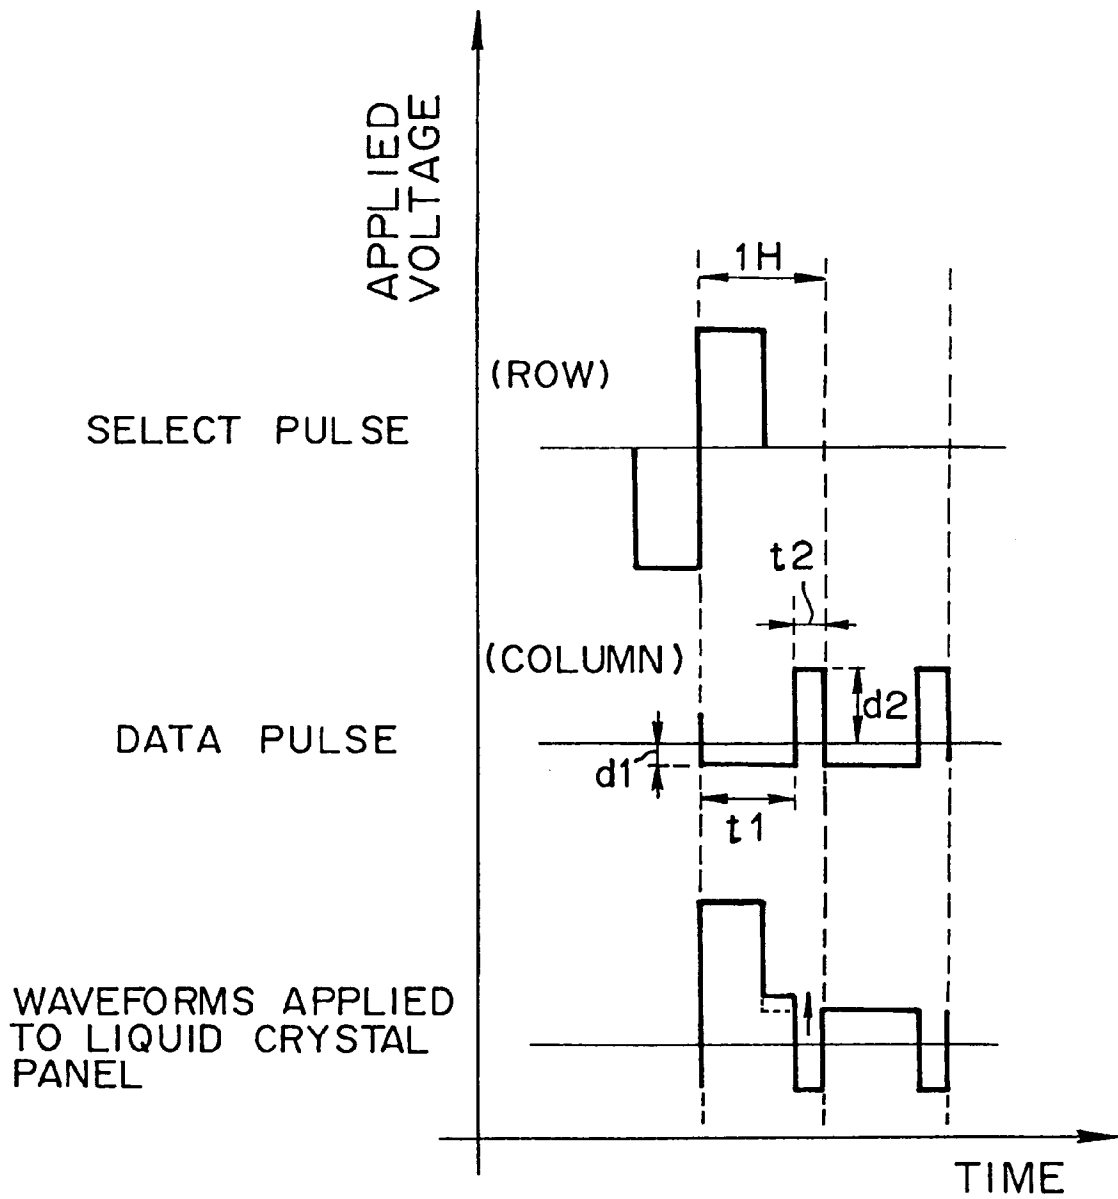 APPLIED
VOLTAGE
1H
(ROW)
SELECT PULSE
t2
(COLUMN)
d2
DATA PULSE
d1
t1
WAVEFORMS APPLIED
TO LIQUID CRYSTAL
PANEL
TIME